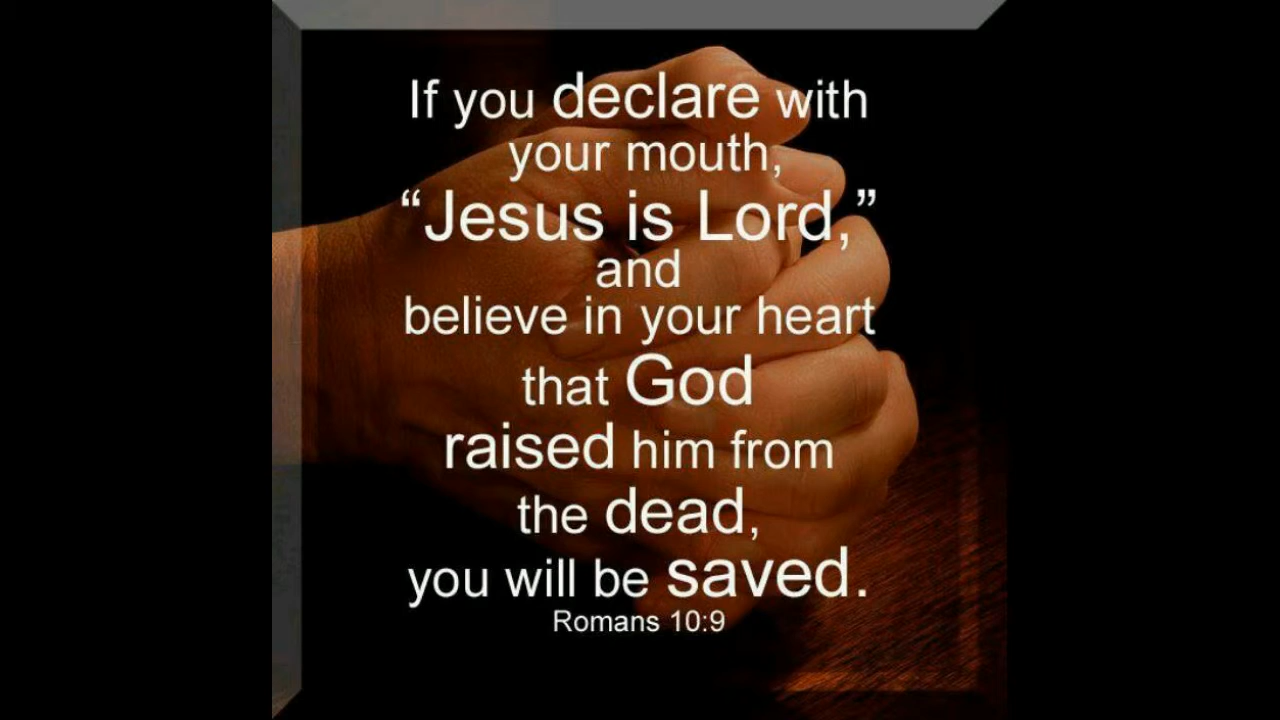 If you declare with
your mouth,
“Jesus is Lord,”
and
believe in your heart
that God
raised him from
the dead,
you will be saved.
Romans 10:9